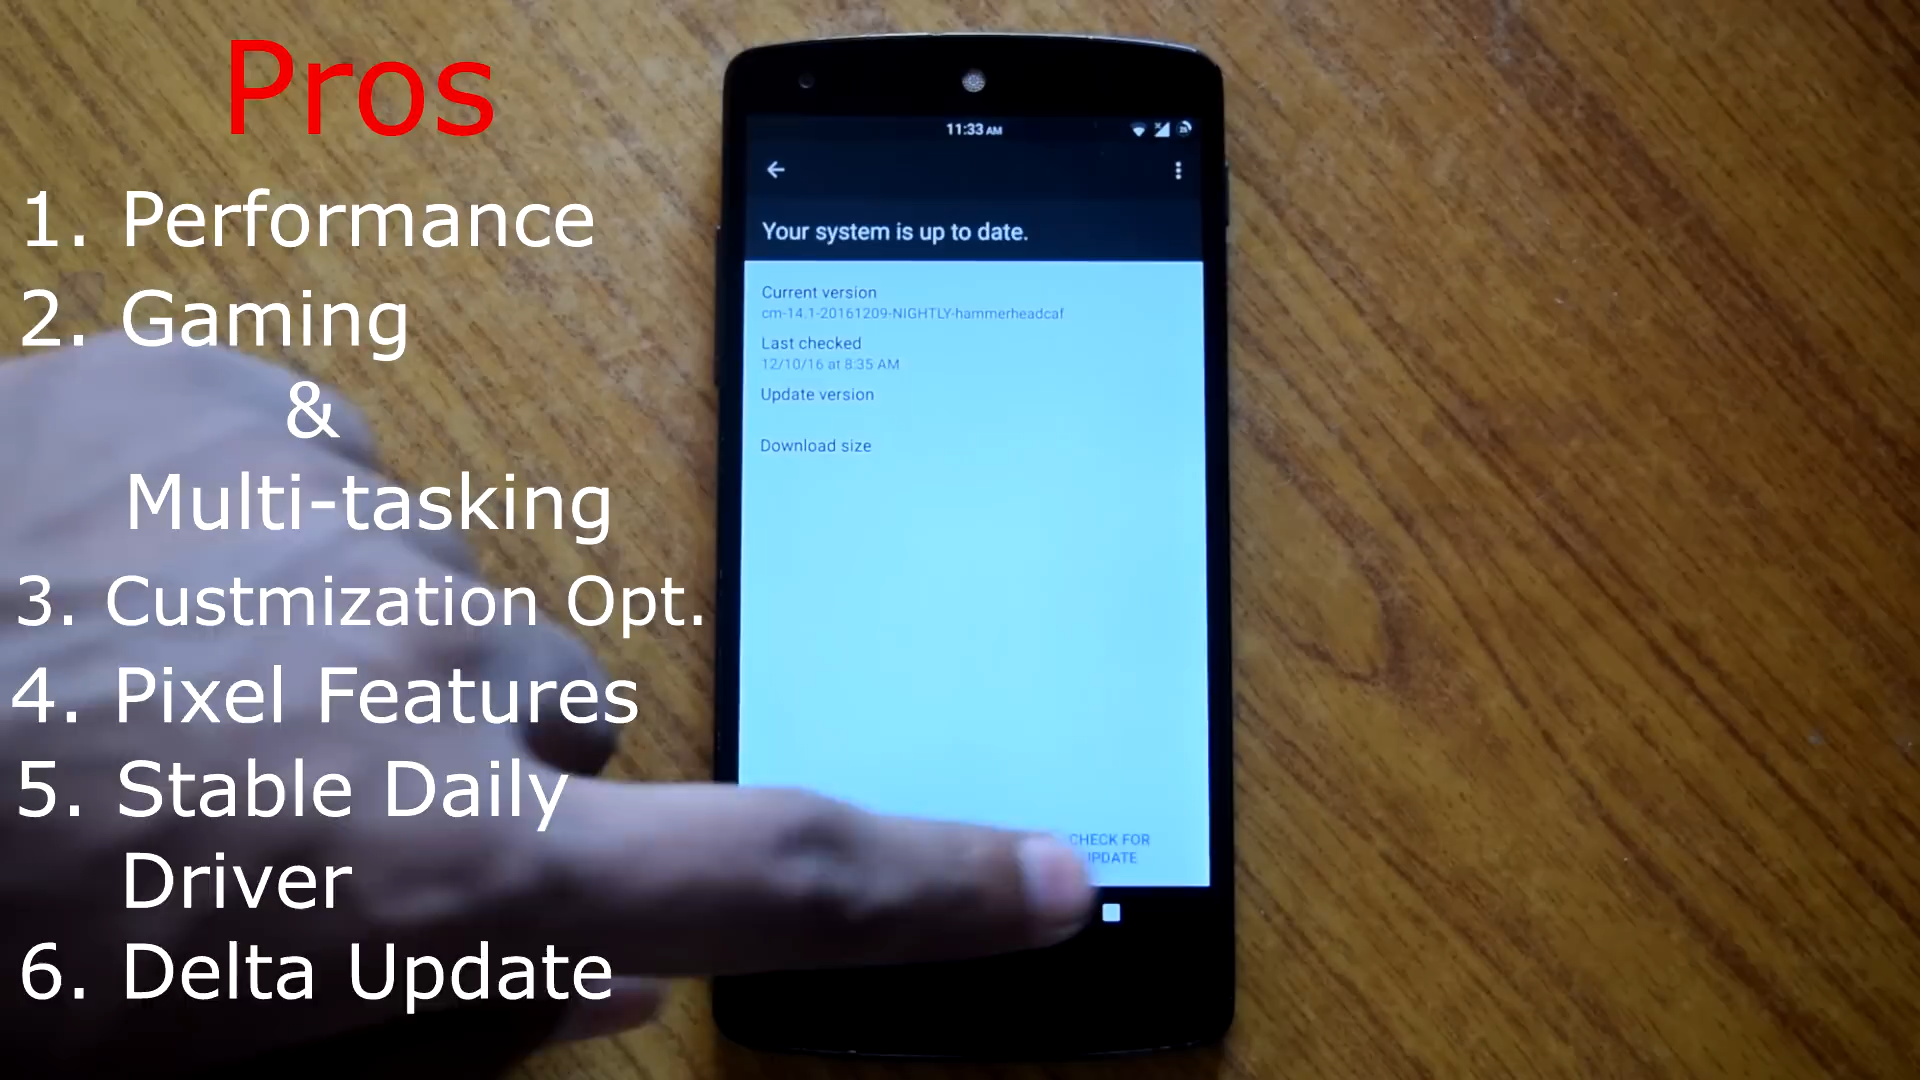 Pros
1. Performance
2. Gaming
&
Multi-tasking
3. Custmization Opt.
4. Pixel Features
5. Stable Daily
Driver
6. Delta Update
11:33 AM
Your system is up to date.
Current version
cm-14.1-20161209-NIGHTLY-hammerheadcaf
Last checked
12/10/16 at 8:35 AM
Update version
Download size
CHECK FOR
UPDATE